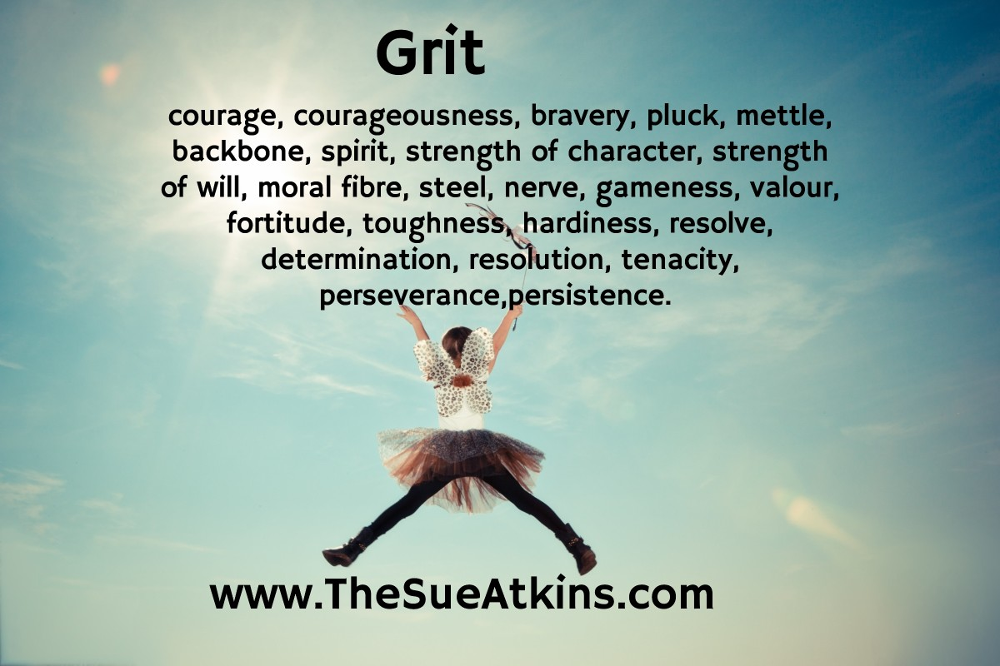 Grit
courage, courageousness, bravery, pluck, mettle,
backbone, spirit, strength of character, strength
of will, moral fibre, steel, nerve, gameness, valour,
fortitude, toughness, hardiness, resolve,
determination, resolution, tenacity,
perseverance,persistence.
www.TheSueAtkins.com